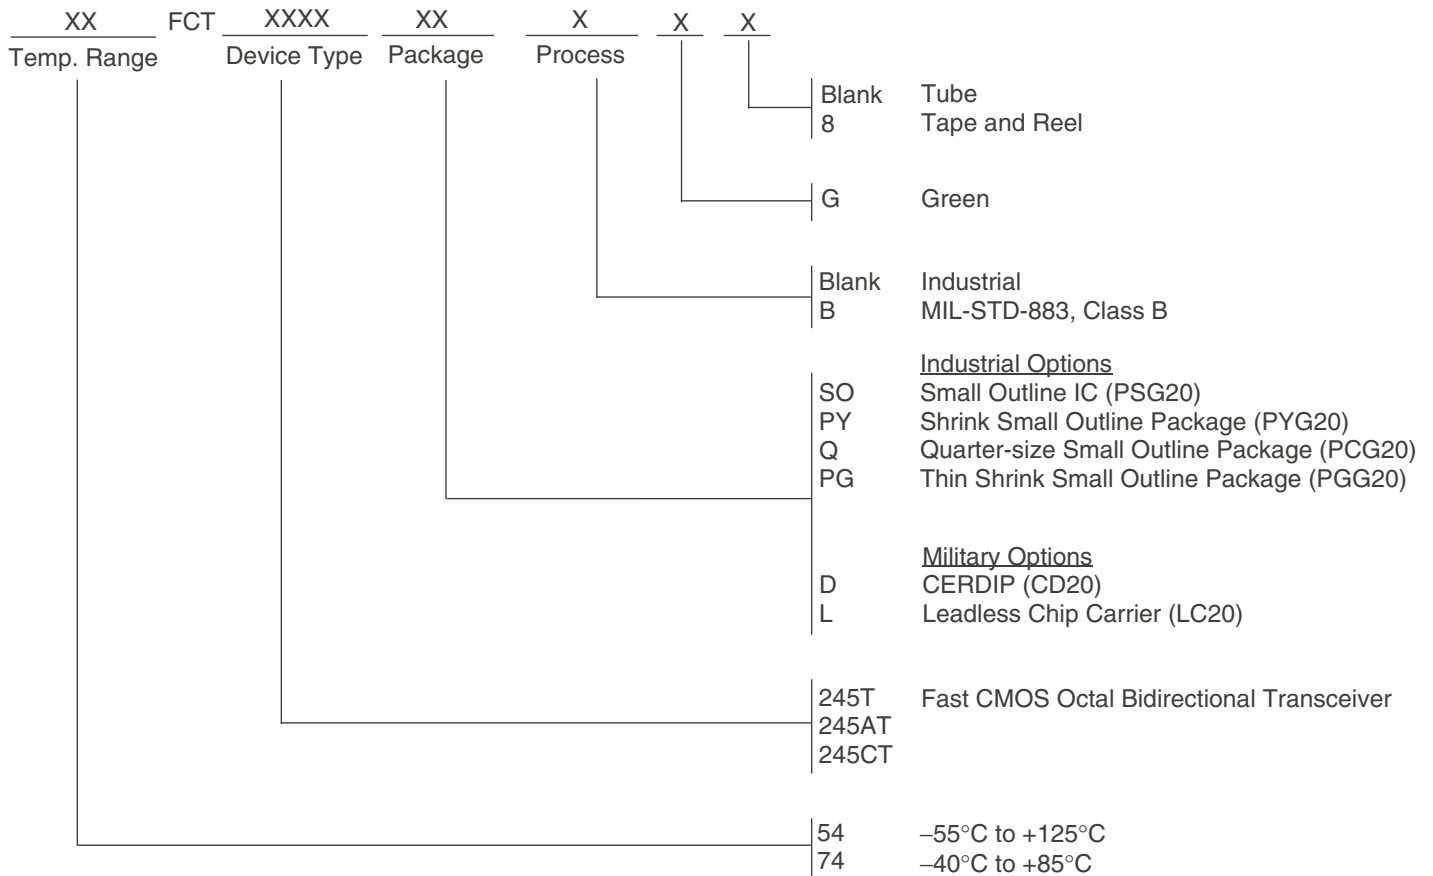 XX FCT XXXX XX X X X
Temp. Range Device Type Package Process
Blank Tube
8 Tape and Reel
G Green
Blank Industrial
B MIL-STD-883, Class B
Industrial Options
SO Small Outline IC (PSG20)
PY Shrink Small Outline Package (PYG20)
Q Quarter-size Small Outline Package (PCG20)
PG Thin Shrink Small Outline Package (PGG20)
Military Options
D CERDIP (CD20)
L Leadless Chip Carrier (LC20)
245T Fast CMOS Octal Bidirectional Transceiver
245AT
245CT
54 –55°C to +125°C
74 –40°C to +85°C